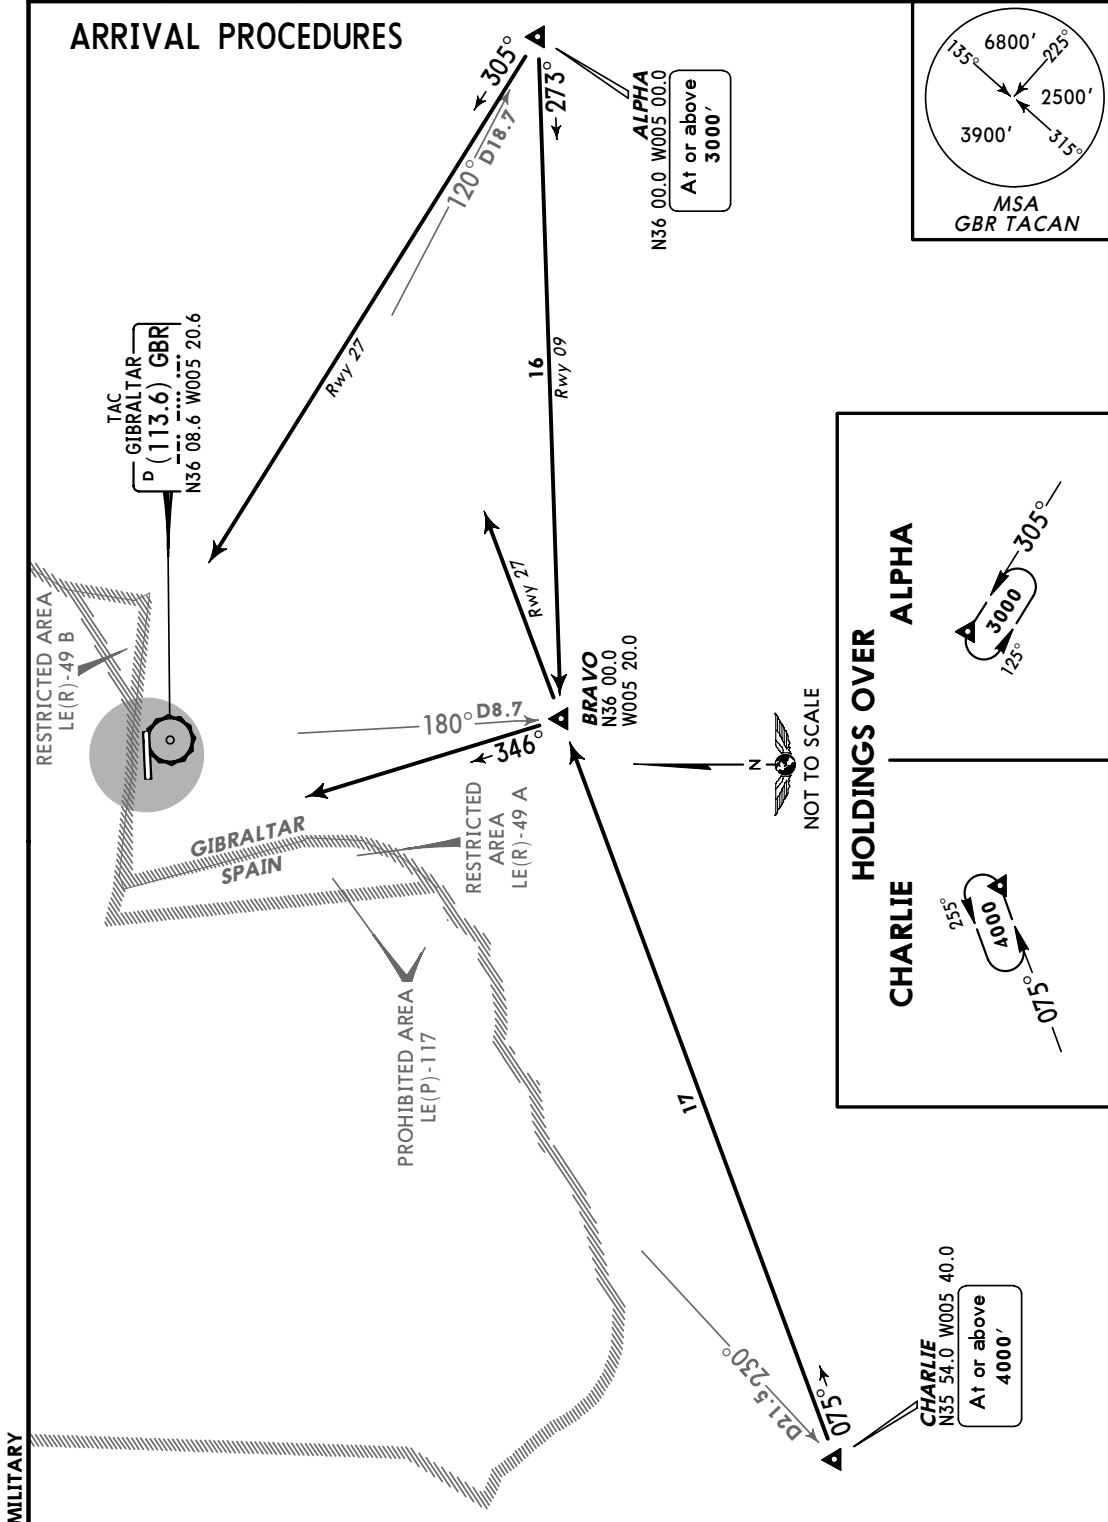 MILITARY
ARRIVAL PROCEDURES
135°
6800'
225°
2500'
3900'
315°
MSA
GBR TACAN
305°
120° D18.7
273°
ALPHA
N36 00.0 W005 00.0
At or above
3000'
Rwy 27
16
Rwy 09
TAC
GIBRALTAR
D (113.6) GBR
N36 08.6 W005 20.6
RESTRICTED AREA
LE(R)-49 B
Rwy 27
BRAVO
N36 00.0
W005 20.0
180° D8.7
346°
GIBRALTAR
SPAIN
RESTRICTED
AREA
LE(R)-49 A
PROHIBITED AREA
LE(P)-117
N
NOT TO SCALE
17
D21.5 230°
075°
CHARLIE
N35 54.0 W005 40.0
At or above
4000'
HOLDINGS OVER
CHARLIE
255°
4000
075°
ALPHA
305°
3000
125°